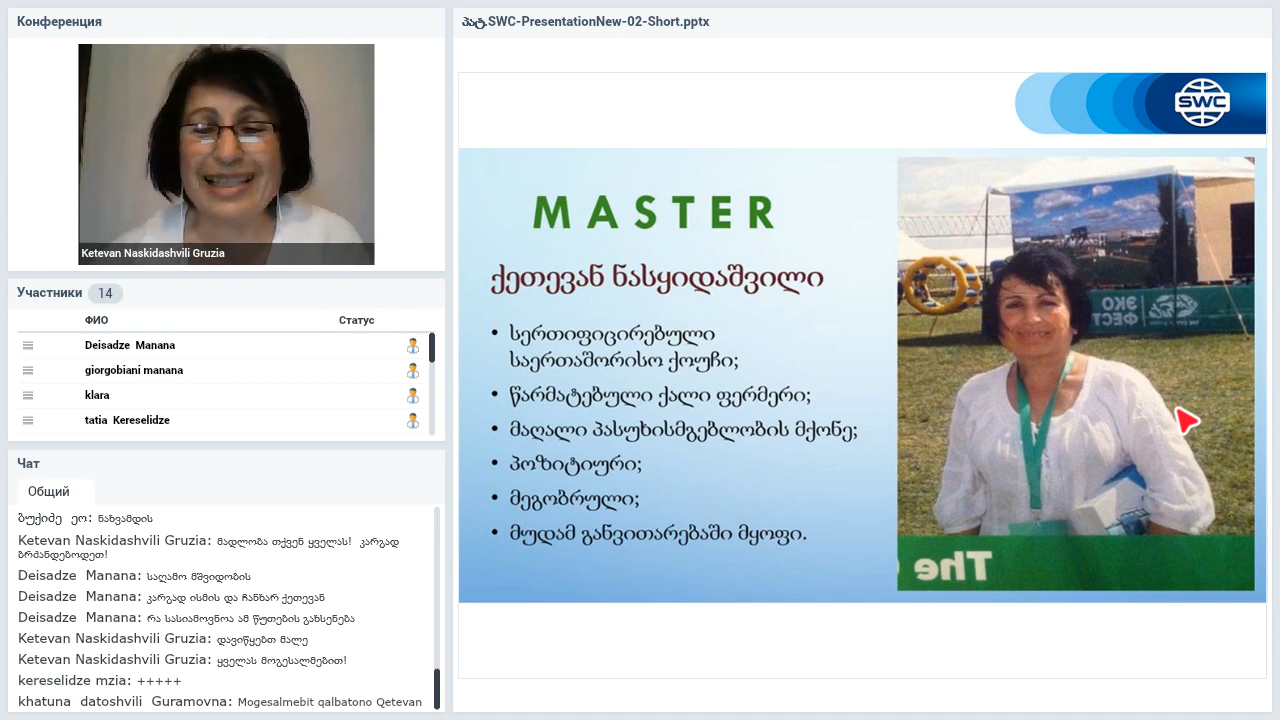 Конференция
Ketevan Naskidashvili Gruzia
Участники 14
ФИО Статус
Deisadze Manana
giorgobiani manana
klara
tatia Kereselidze
Чат
Общий
ბუქიძე ეო: ნახვამდის
Ketevan Naskidashvili Gruzia: მადლობა თქვენ ყველას! კარგად
ბრძანდებოდეთ!
Deisadze Manana: საღამო მშვიდობის
Deisadze Manana: კარგად ისმის და ჩანხარ ქეთევან
Deisadze Manana: რა სასიამოვნოა ამ წუთების გახსენება
Ketevan Naskidashvili Gruzia: დავიწყებთ მალე
Ketevan Naskidashvili Gruzia: ყველას მოგესალმებით!
kereselidze mzia: +++++
khatuna datoshvili Guramovna: Mogesalmebit qalbatono Qetevan
პატ.SWC-PresentationNew-02-Short.pptx
SWC
MASTER
ქეთევან ნასყიდაშვილი
• სერთიფიცირებული
საერთაშორისო ქოუჩი;
• წარმატებული ქალი ფერმერი;
• მაღალი პასუხისმგებლობის მქონე;
• პოზიტიური;
• მეგობრული;
• მუდამ განვითარებაში მყოფი.
ЭКО
ФЕСТ
The